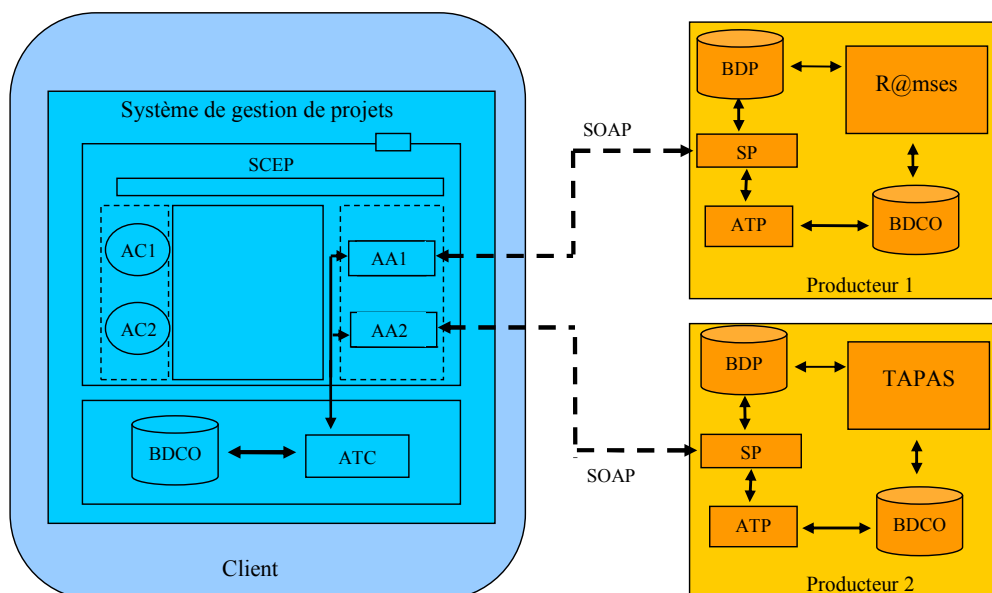 Système de gestion de projets
SCEP
AC1
AC2
AA1
AA2
BDCO
ATC
Client
SOAP
SOAP
BDP
R@mses
SP
ATP
BDCO
Producteur 1
BDP
TAPAS
SP
ATP
BDCO
Producteur 2